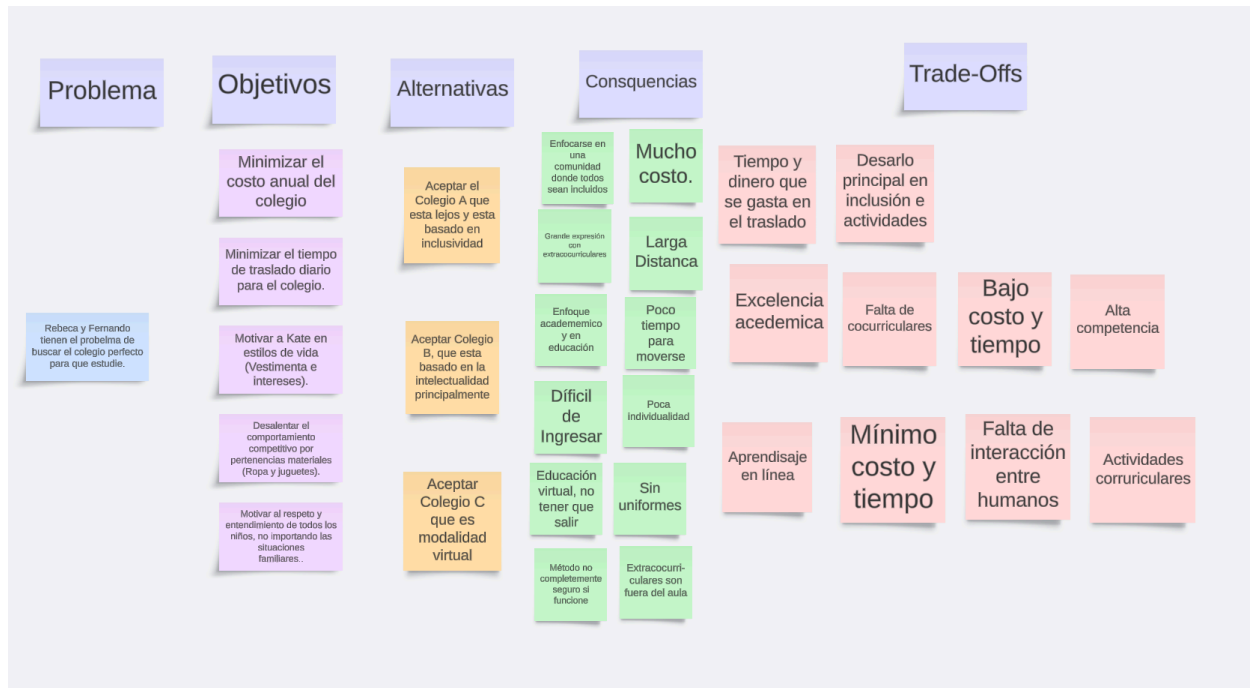 Problema
Rebeca y Fernando
tienen el probelma de
buscar el colegio perfecto
para que estudie.
Objetivos
Minimizar el
costo anual del
colegio
Minimizar el tiempo
de traslado diario
para el colegio.
Motivar a Kate en
estilos de vida
(Vestimenta e
intereses).
Desalentar el
comportamiento
competitivo por
pertenencias materiales
(Ropa y juguetes).
Motivar al respeto y
entendimiento de todos los
niños, no importando las
situaciones
familiares..
Alternativas
Aceptar el
Colegio A que
esta lejos y esta
basado en
inclusividad
Aceptar Colegio
B, que esta
basado en la
intelectualidad
principalmente
Aceptar
Colegio C
que es
modalidad
virtual
Consquencias
Enfocarse en
una
comunidad
donde todos
sean incluidos
Mucho
costo.
Grande expresión
con
extracocurriculares
Larga
Distanca
Enfoque
academemico
y en
educación
Poco
tiempo
para
moverse
Díficil
de
Ingresar
Poca
individualidad
Educación
virtual, no
tener que
salir
Sin
uniformes
Método no
completemente
seguro si
funcione
Extracocurri-
culares son
fuera del aula
Trade-Offs
Tiempo y
dinero que
se gasta en
el traslado
Desarlo
principal en
inclusión e
actividades
Excelencia
acedemica
Falta de
cocurriculares
Bajo
costo y
tiempo
Alta
competencia
Aprendisaje
en línea
Mínimo
costo y
tiempo
Falta de
interacción
entre
humanos
Actividades
corruriculares